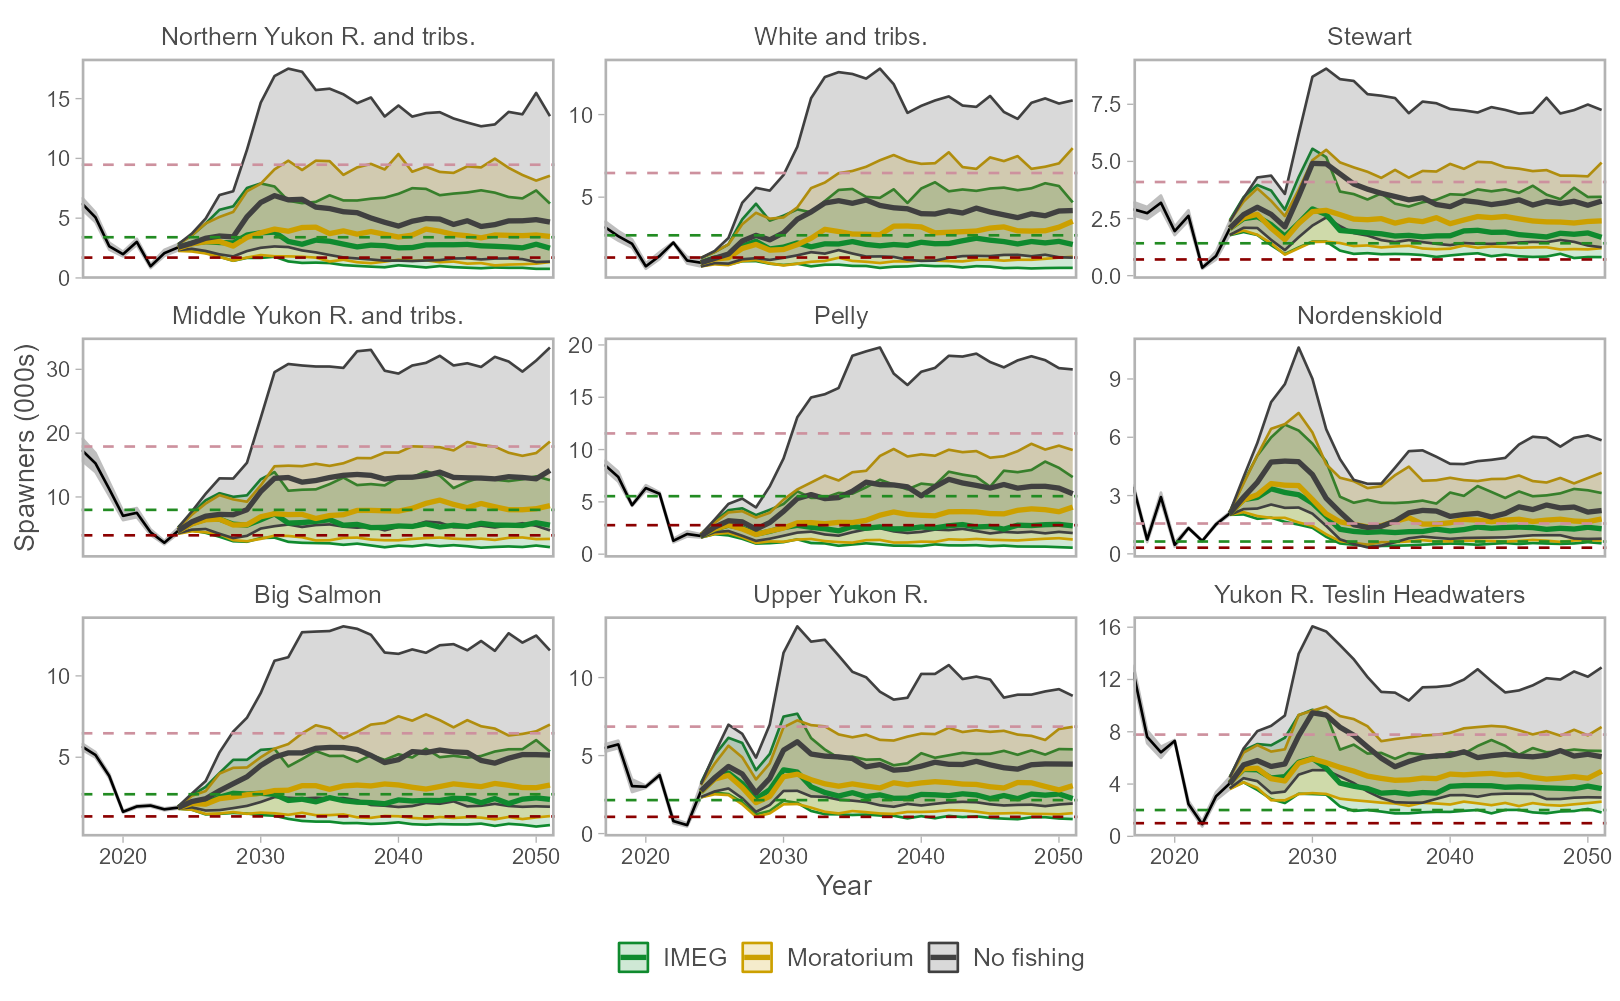 Northern Yukon R. and tribs.
White and tribs.
Stewart
15
10
5
0
10
5
7.5
5.0
2.5
0.0
Middle Yukon R. and tribs.
Pelly
Nordenskiold
Spawners (000s)
30
20
10
20
15
10
5
0
9
6
3
0
Big Salmon
Upper Yukon R.
Yukon R. Teslin Headwaters
10
5
10
5
0
16
12
8
4
0
2020 2030 2040 2050
2020 2030 2040 2050
2020 2030 2040 2050
Year
IMEG Moratorium No fishing